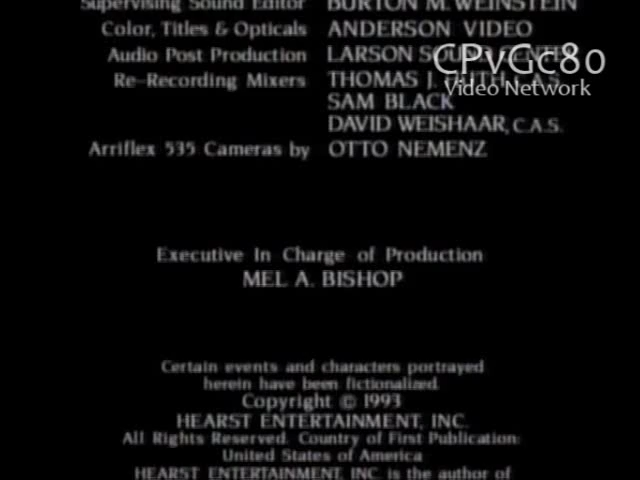 Supervising Sound Editor BURTON M. WEINSTEIN
Color, Titles & Opticals ANDERSON VIDEO
Audio Post Production LARSON SOUND CENTER
CPvGc80
Video Network
Re-Recording Mixers THOMAS J. HUTH, C.A.S.
SAM BLACK
DAVID WEISHAAR, C.A.S.
Arriflex 535 Cameras by OTTO NEMENZ
Executive In Charge of Production
MEL A. BISHOP
Certain events and characters portrayed
herein have been fictionalized.
Copyright © 1993
HEARST ENTERTAINMENT, INC.
All Rights Reserved. Country of First Publication:
United States of America
HEARST ENTERTAINMENT, INC. is the author of